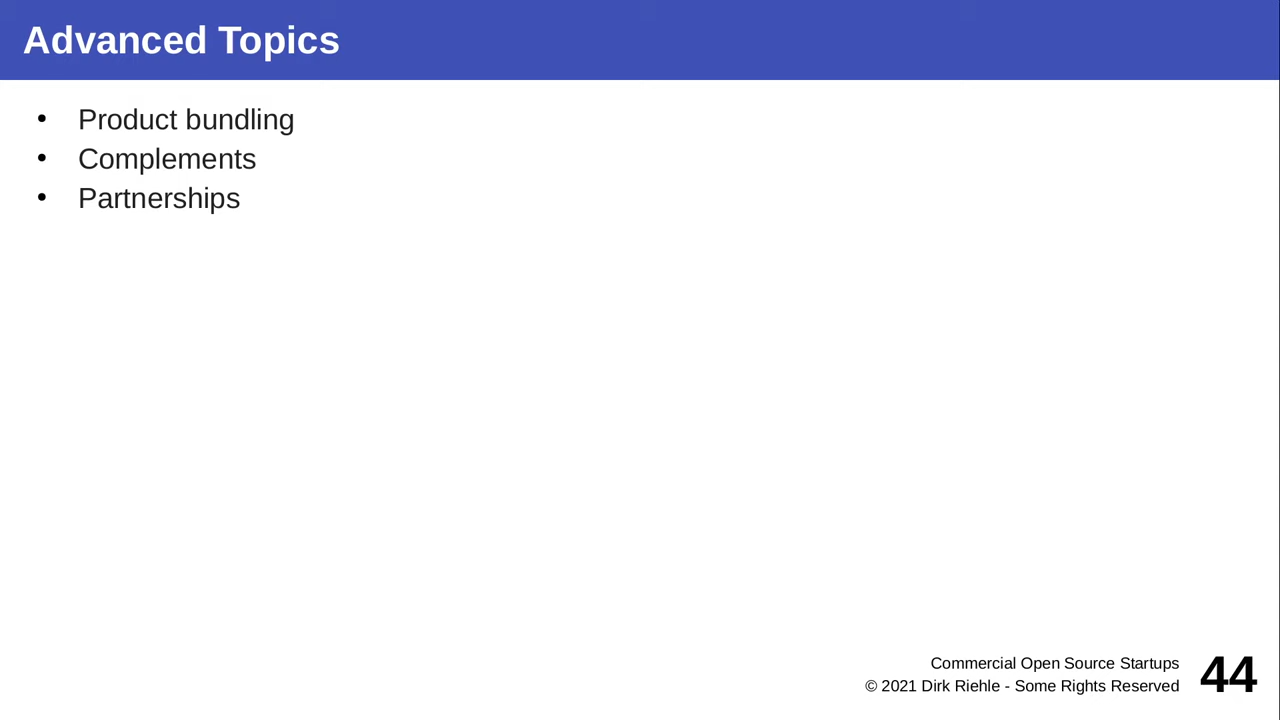 Advanced Topics
• Product bundling
• Complements
• Partnerships
Commercial Open Source Startups
© 2021 Dirk Riehle - Some Rights Reserved
44